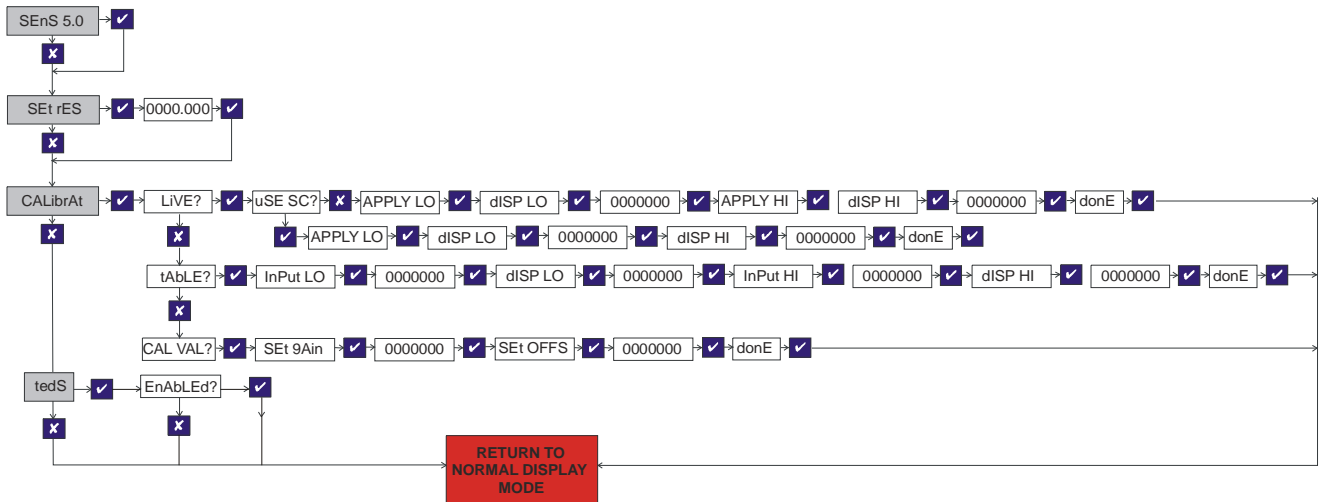 SEnS 5.0 ✔
✘
SEt rES ✔ 0000.000 ✔
✘
CALibrAt ✔ LiVE? ✔ uSE SC? ✘ APPLY LO ✔ dISP LO ✔ 0000000 ✔ APPLY HI ✔ dISP HI ✔ 0000000 ✔ donE ✔
✘ ✘ ✔ APPLY LO ✔ dISP LO ✔ 0000000 ✔ dISP HI ✔ 0000000 ✔ donE ✔
tAbLE? ✔ InPut LO ✔ 0000000 ✔ dISP LO ✔ 0000000 ✔ InPut HI ✔ 0000000 ✔ dISP HI ✔ 0000000 ✔ donE ✔
✘
CAL VAL? ✔ SEt 9Ain ✔ 0000000 ✔ SEt OFFS ✔ 0000000 ✔ donE ✔
tedS ✔ EnAbLEd? ✔
✘ ✘
RETURN TO
NORMAL DISPLAY
MODE